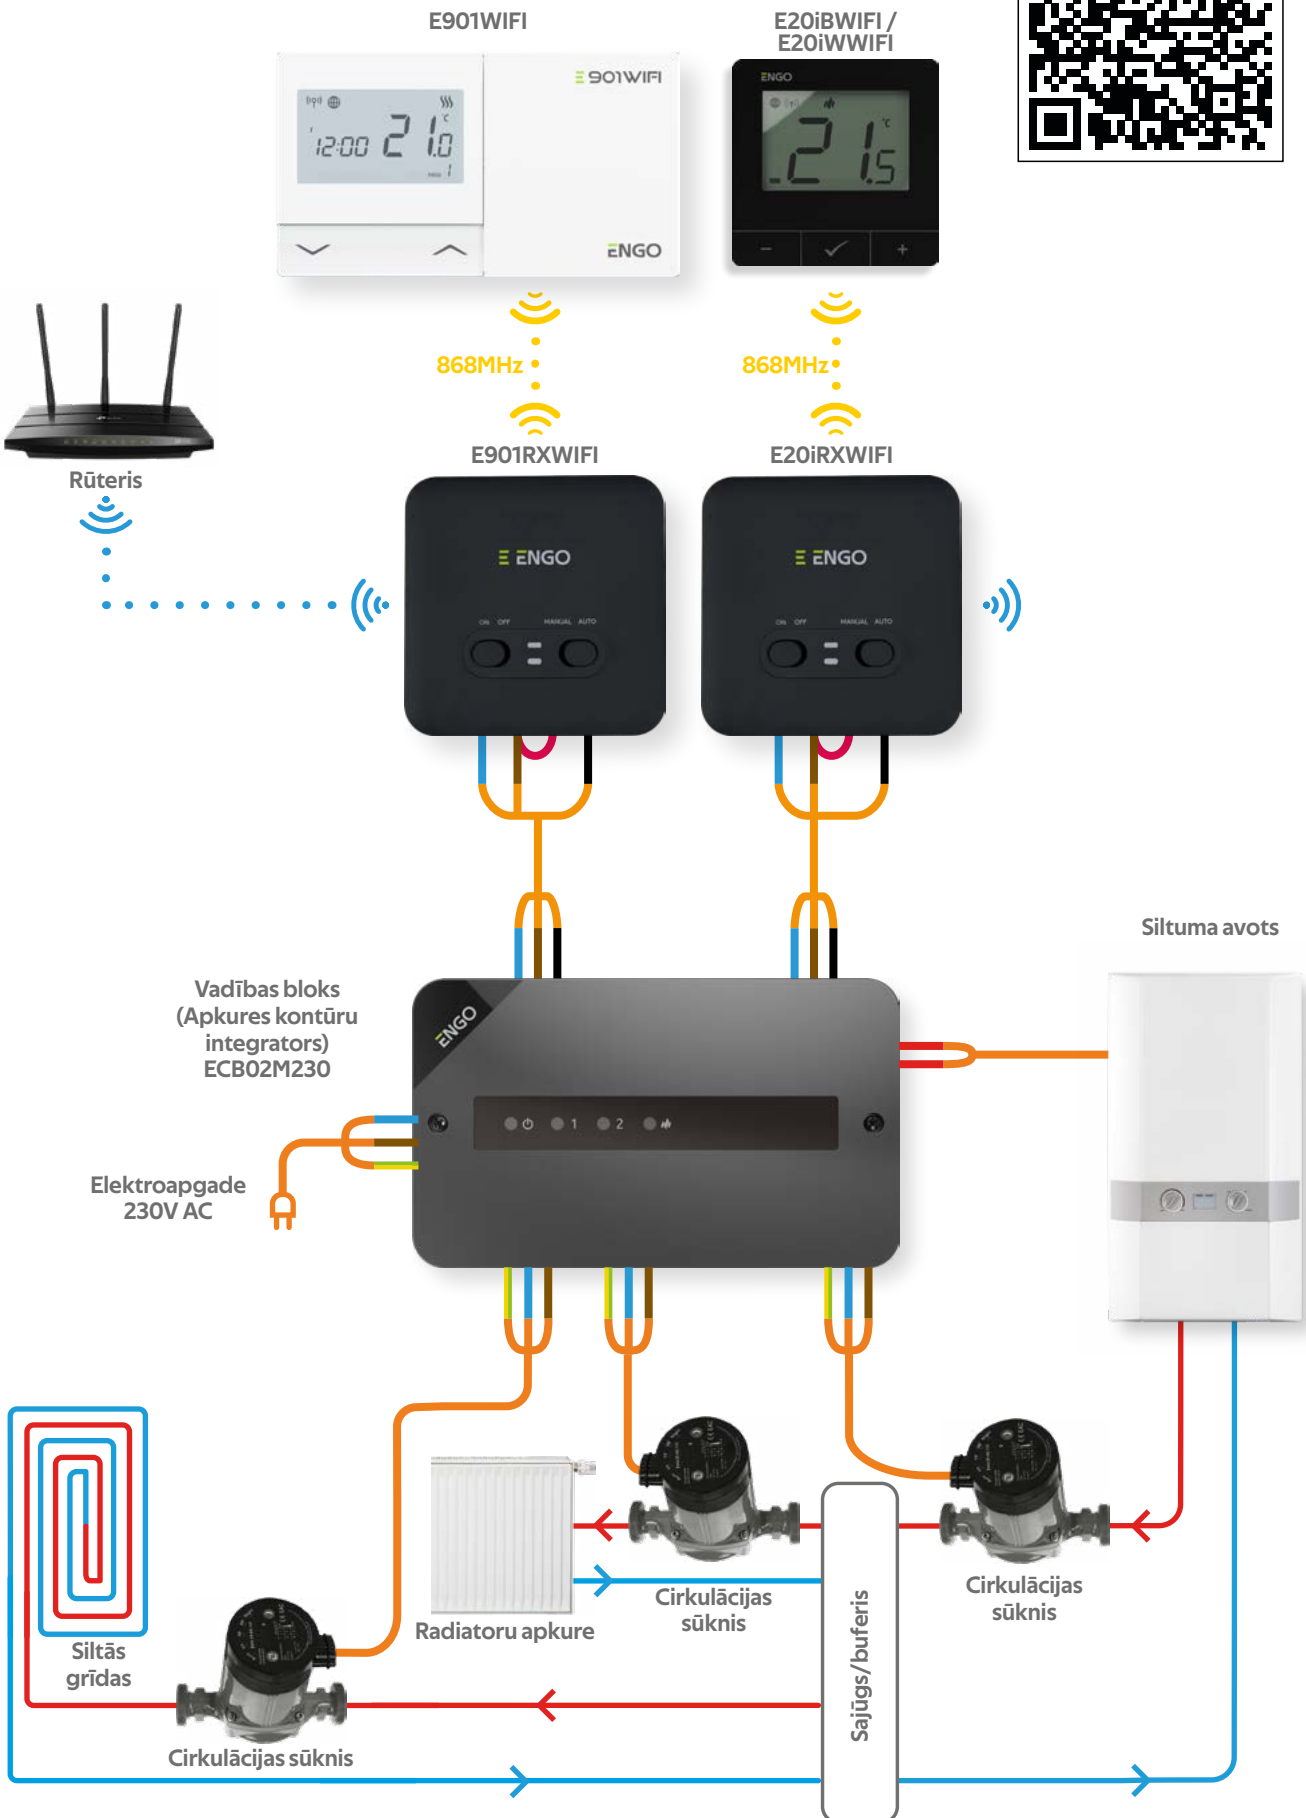 E901WIFI
E20iBWIFI /
E20iWWIFI
901WIFI
12:00 21.0 °C
1
ENGO
ENGO
21.5 °C
- +
868MHz
868MHz
Rūteris
E901RXWIFI
E20iRXWIFI
ENGO
ON OFF MANUAL AUTO
ENGO
ON OFF MANUAL AUTO
Siltuma avots
Vadības bloks
(Apkures kontūru
integrators)
ECB02M230
ENGO
1 2
Elektroapgade
230V AC
Siltās
grīdas
Radiatoru apkure
Cirkulācijas
sūknis
Cirkulācijas
sūknis
Sajūgs/buferis
Cirkulācijas sūknis